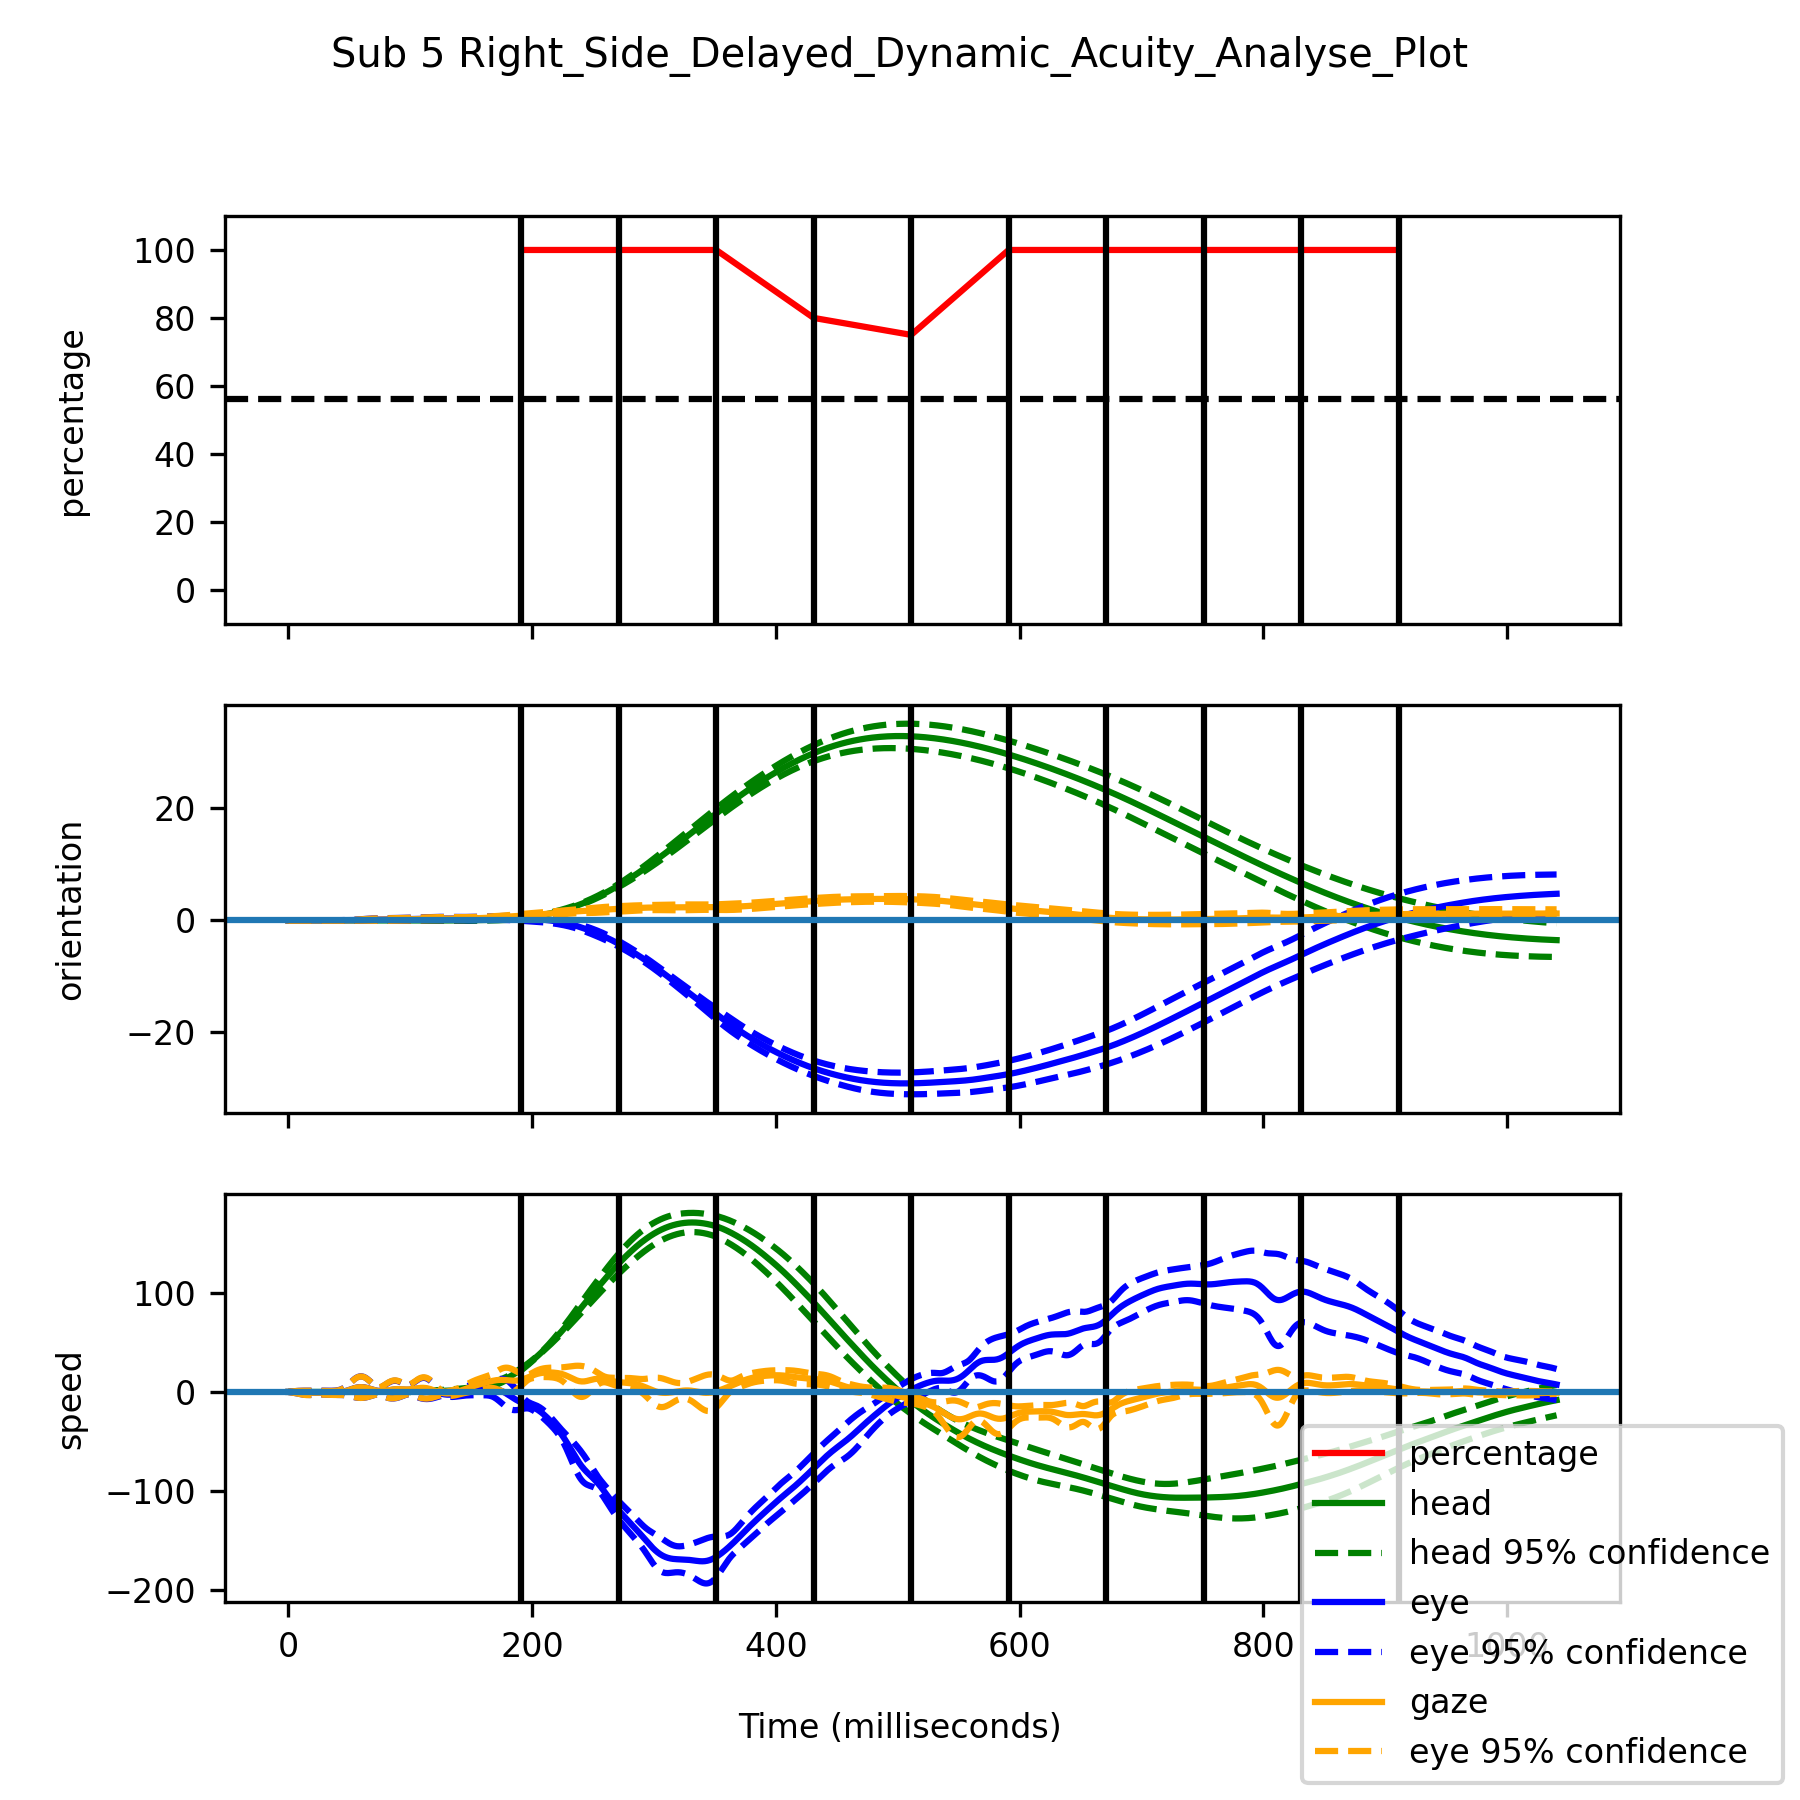 Sub 5 Right_Side_Delayed_Dynamic_Acuity_Analyse_Plot
100
80
60
40
20
0
percentage
20
0
−20
orientation
100
0
−100
−200
speed
0
200
400
600
800
1000
Time (milliseconds)
percentage
head
head 95% confidence
eye
eye 95% confidence
gaze
eye 95% confidence